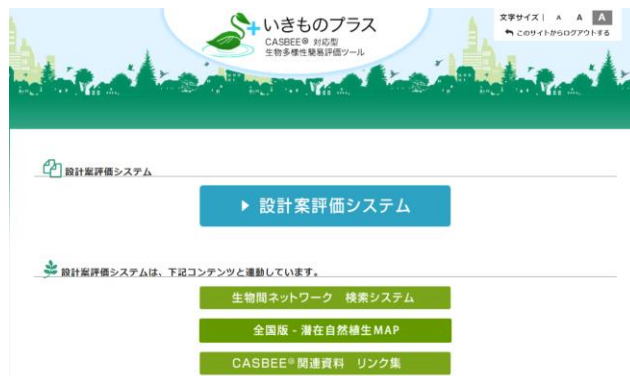 いきものプラス
CASBEE® 対応型
生物多様性簡易評価ツール
文字サイズ | A A A
このサイトからログアウトする
設計案評価システム
設計案評価システム
設計案評価システムは、下記コンテンツと連動しています。
生物間ネットワーク 検索システム
全国版 - 潜在自然植生MAP
CASBEE®関連資料 リンク集